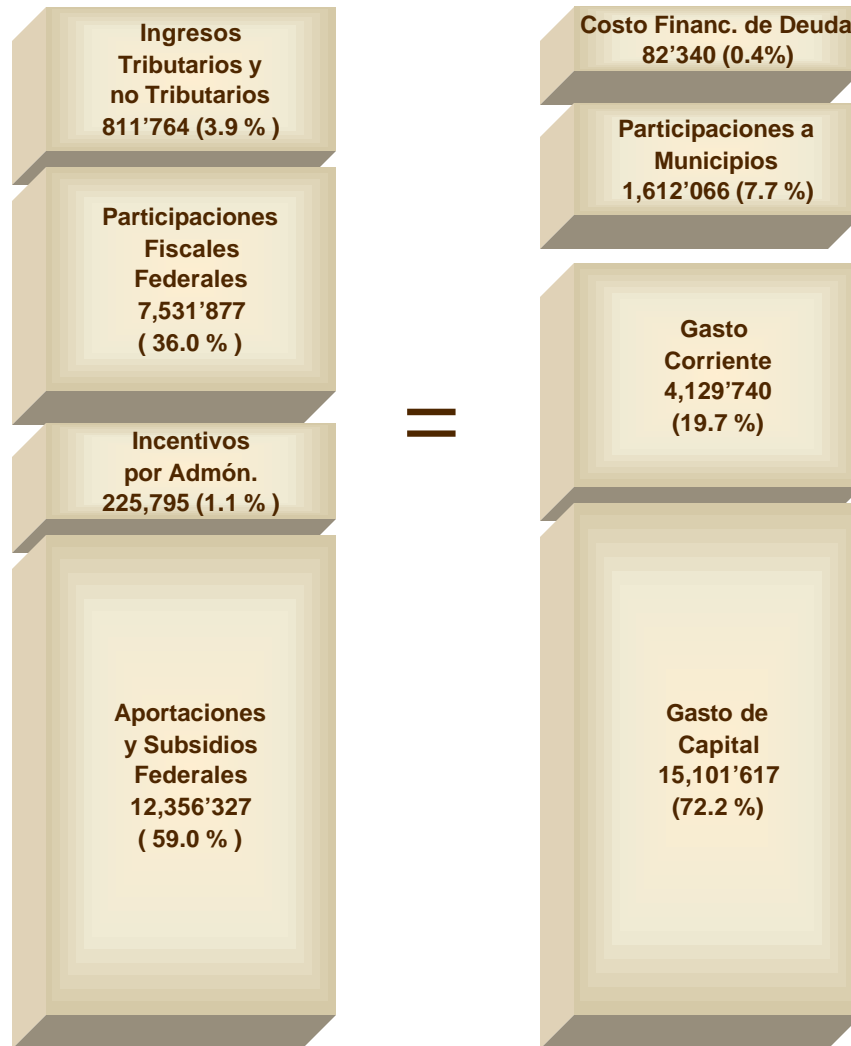 Ingresos
Tributarios y
no Tributarios
811’764 (3.9 % )
Participaciones
Fiscales
Federales
7,531’877
( 36.0 % )
Incentivos
por Admón.
225,795 (1.1 % )
Aportaciones
y Subsidios
Federales
12,356’327
( 59.0 % )
=
Costo Financ. de Deuda
82’340 (0.4%)
Participaciones a
Municipios
1,612’066 (7.7 %)
Gasto
Corriente
4,129’740
(19.7 %)
Gasto de
Capital
15,101’617
(72.2 %)